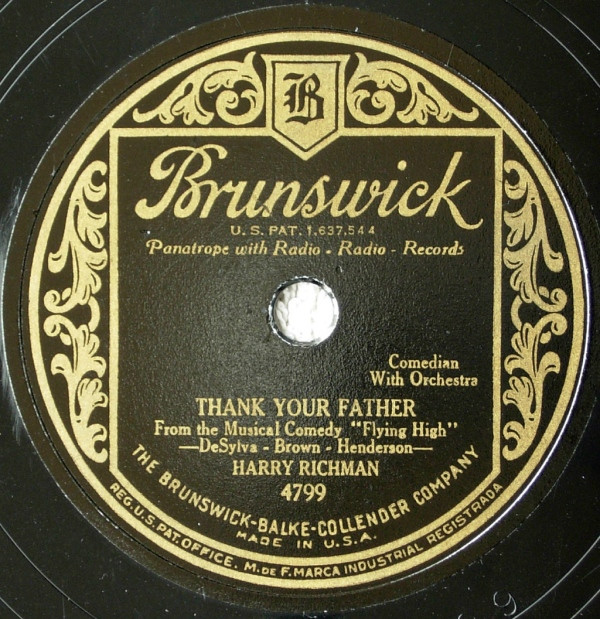 B
Brunswick
U.S. PAT. 1,637,544
Panatrope with Radio - Radio - Records
Comedian
With Orchestra
THANK YOUR FATHER
From the Musical Comedy "Flying High"
—DeSylva - Brown - Henderson—
HARRY RICHMAN
4799
THE BRUNSWICK-BALKE-COLLENDER COMPANY
MADE IN U.S.A.
REG.U.S.PAT.OFFICE. M.DE F.MARCA INDUSTRIAL REGISTRADA